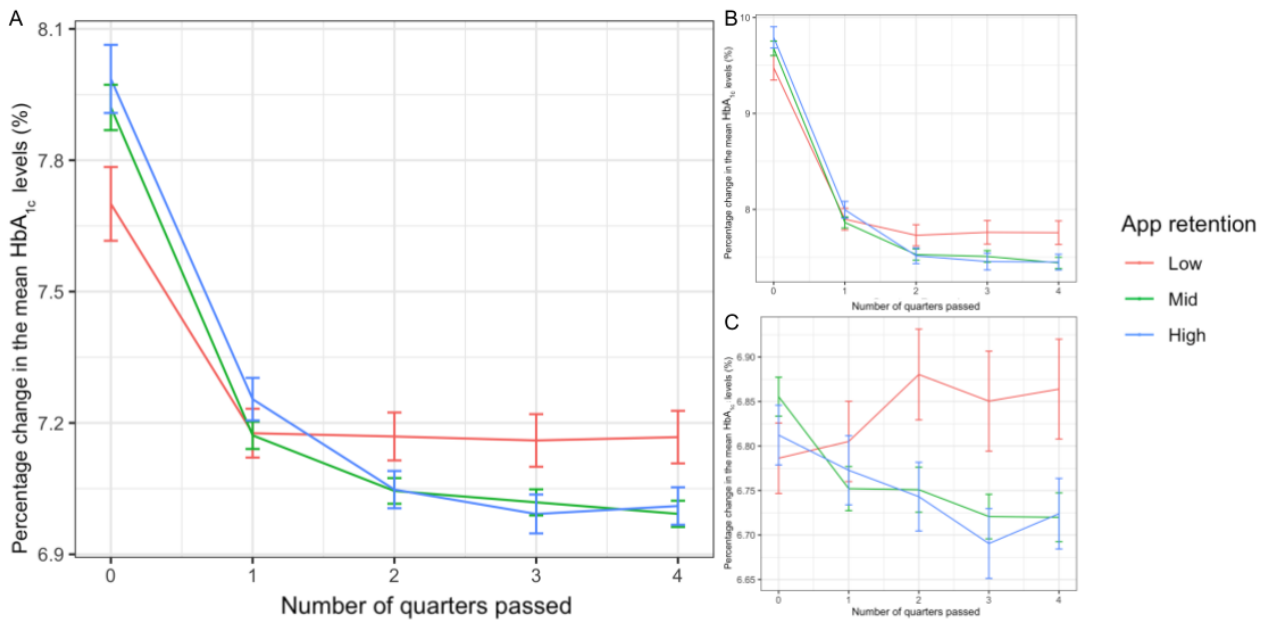 A
Percentage change in the mean HbA1c levels (%)
8.1
7.8
7.5
7.2
6.9
0 1 2 3 4
Number of quarters passed
B
Percentage change in the mean HbA1c levels (%)
10
9
8
0 1 2 3 4
Number of quarters passed
C
Percentage change in the mean HbA1c levels (%)
6.90
6.85
6.80
6.75
6.70
6.65
0 1 2 3 4
Number of quarters passed
App retention
Low
Mid
High